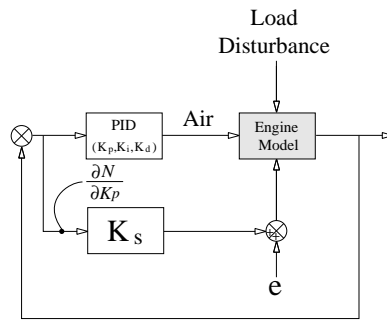 Load
Disturbance
PID
(Kp,Ki,Kd)
Air
Engine
Model
∂N
∂Kp
Ks
++
e